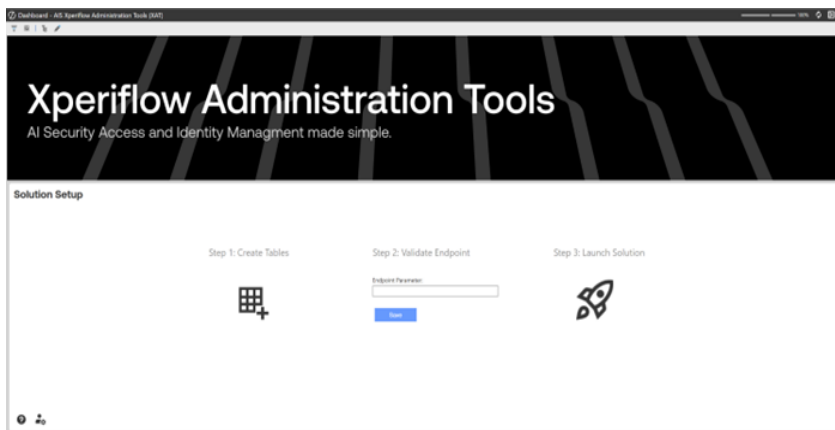 Dashboard - AIS Xperiflow Administration Tools (XAT)
Xperiflow Administration Tools
AI Security Access and Identity Managment made simple.
Solution Setup
Step 1: Create Tables
Step 2: Validate Endpoint
Step 3: Launch Solution
Endpoint Parameter: